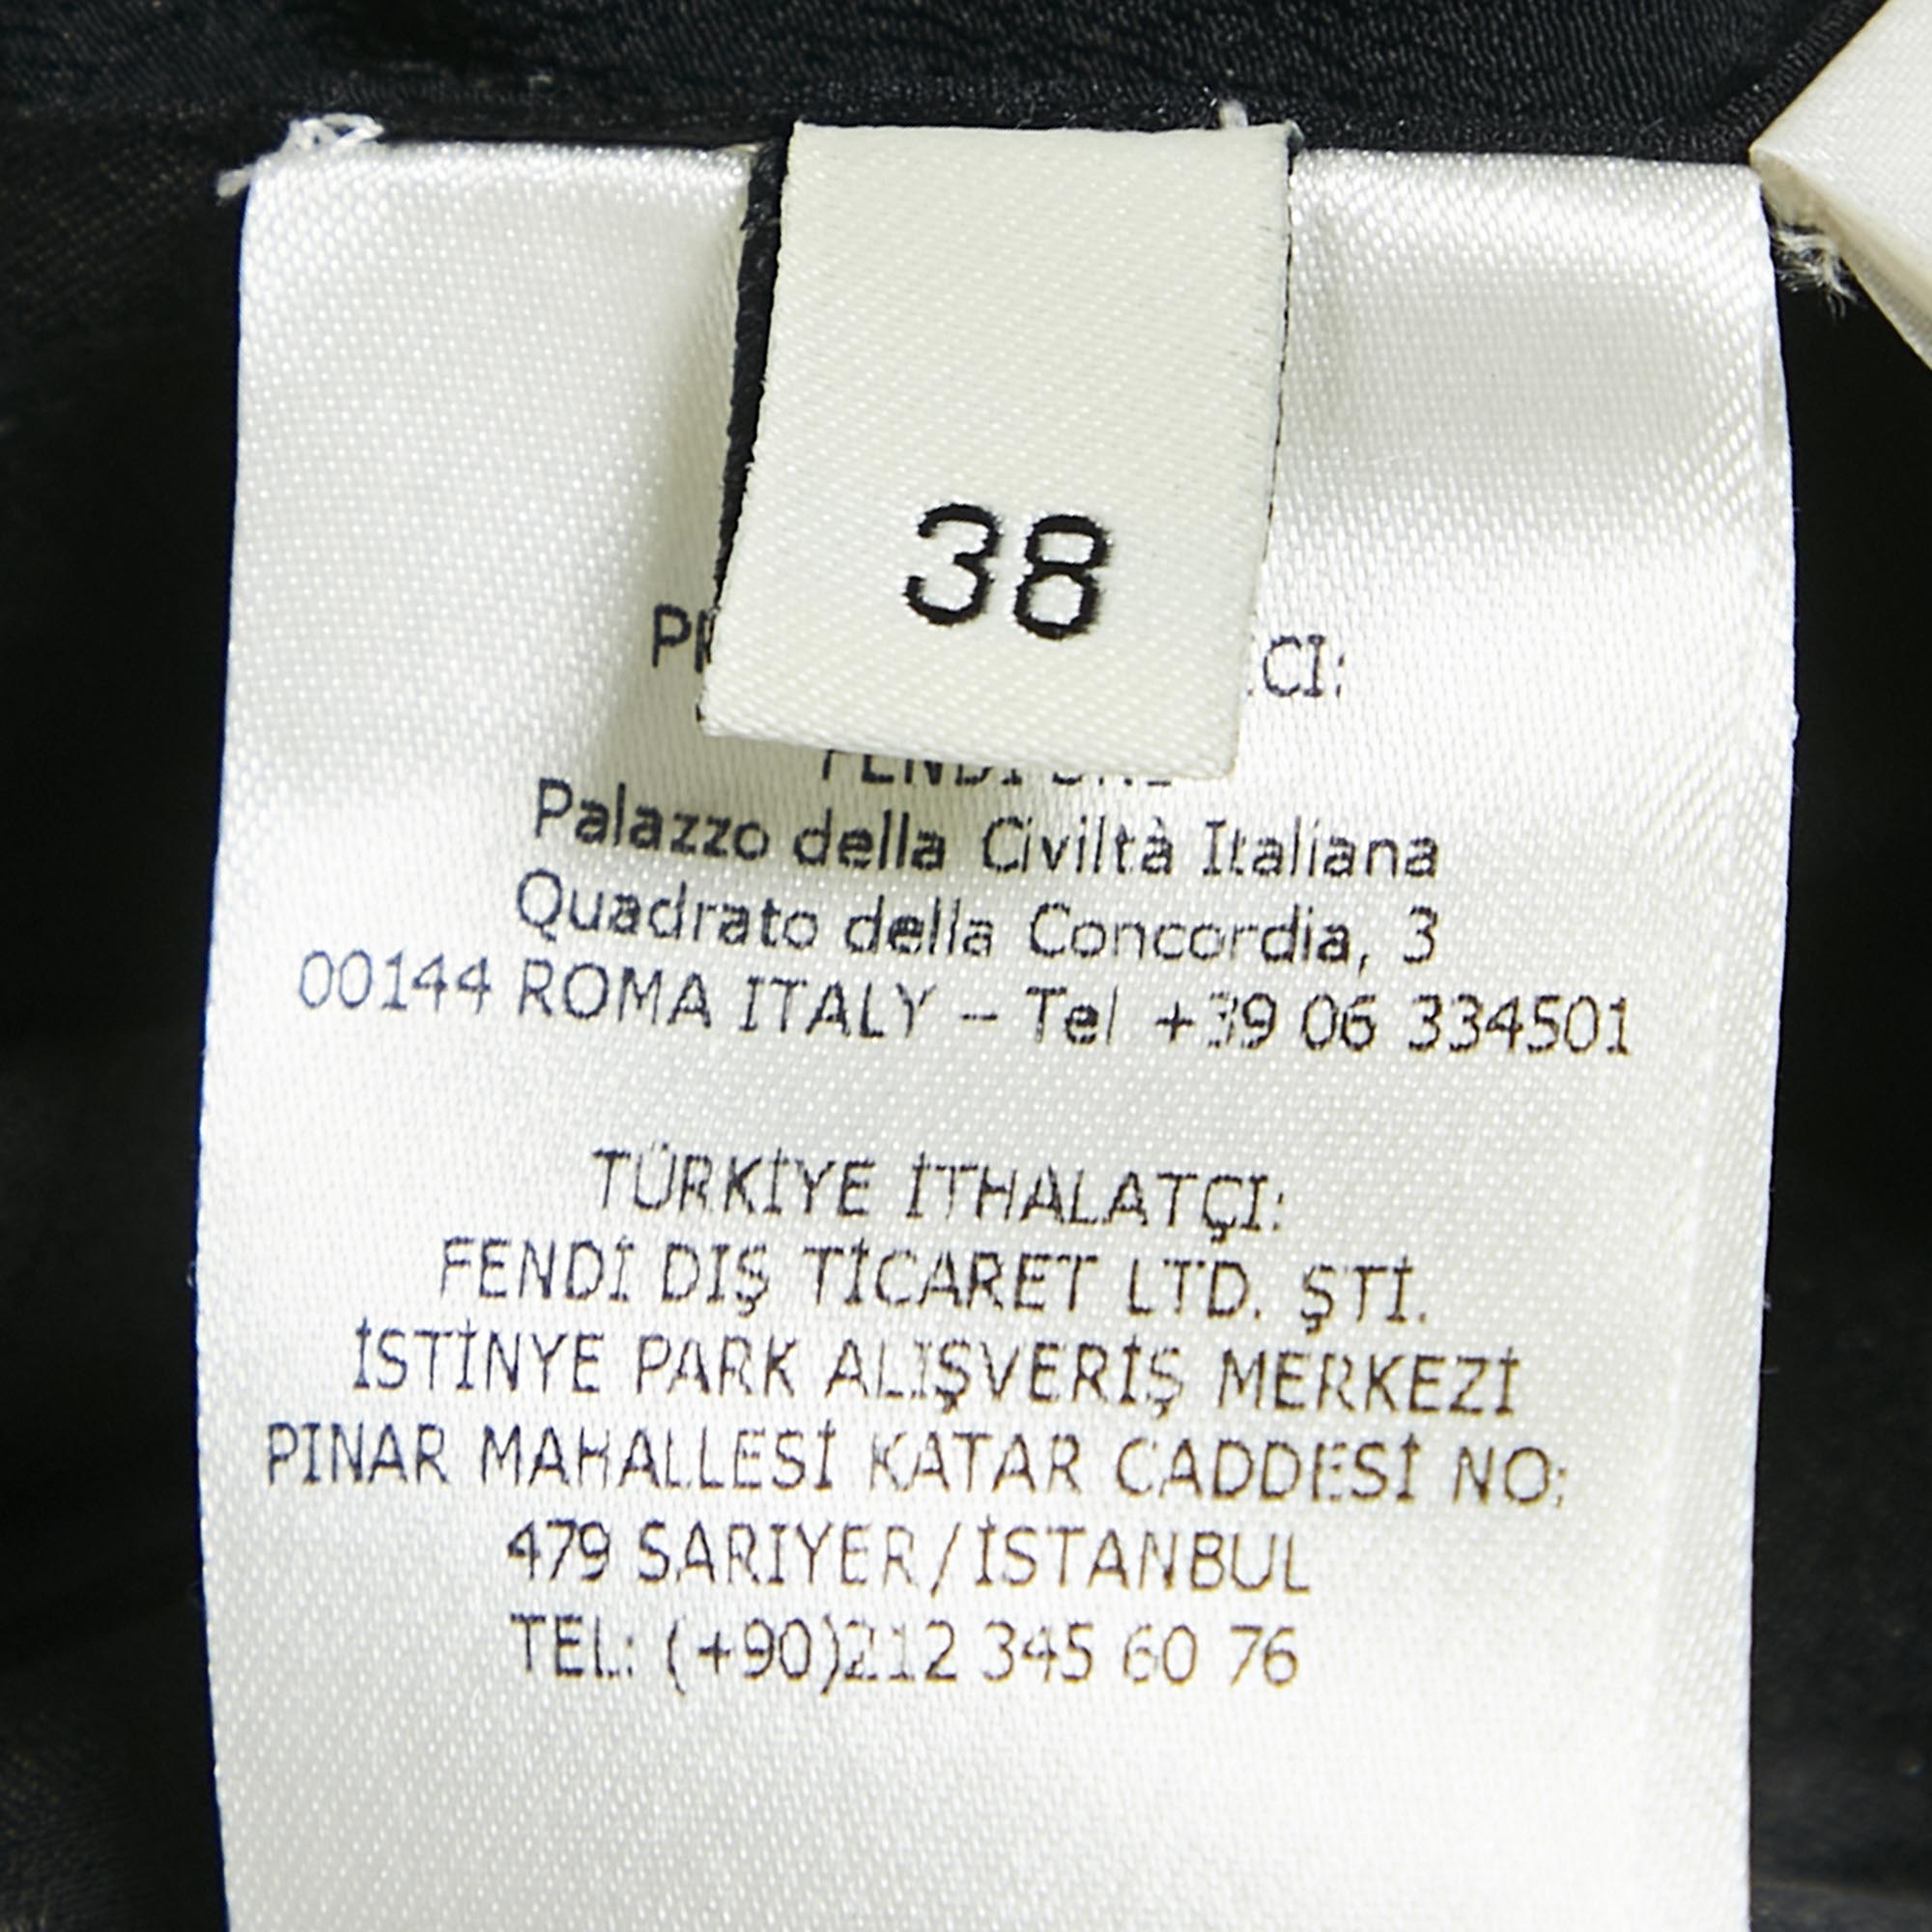 38
Palazzo della Civiltà Italiana
Quadrato della Concordia, 3
00144 ROMA ITALY – Tel +39 06 334501
TÜRKİYE İTHALATÇI:
FENDİ DIŞ TİCARET LTD. ŞTİ.
İSTİNYE PARK ALIŞVERİŞ MERKEZİ
PINAR MAHALLESİ KATAR CADDESİ NO:
479 SARIYER/İSTANBUL
TEL: (+90)212 345 60 76